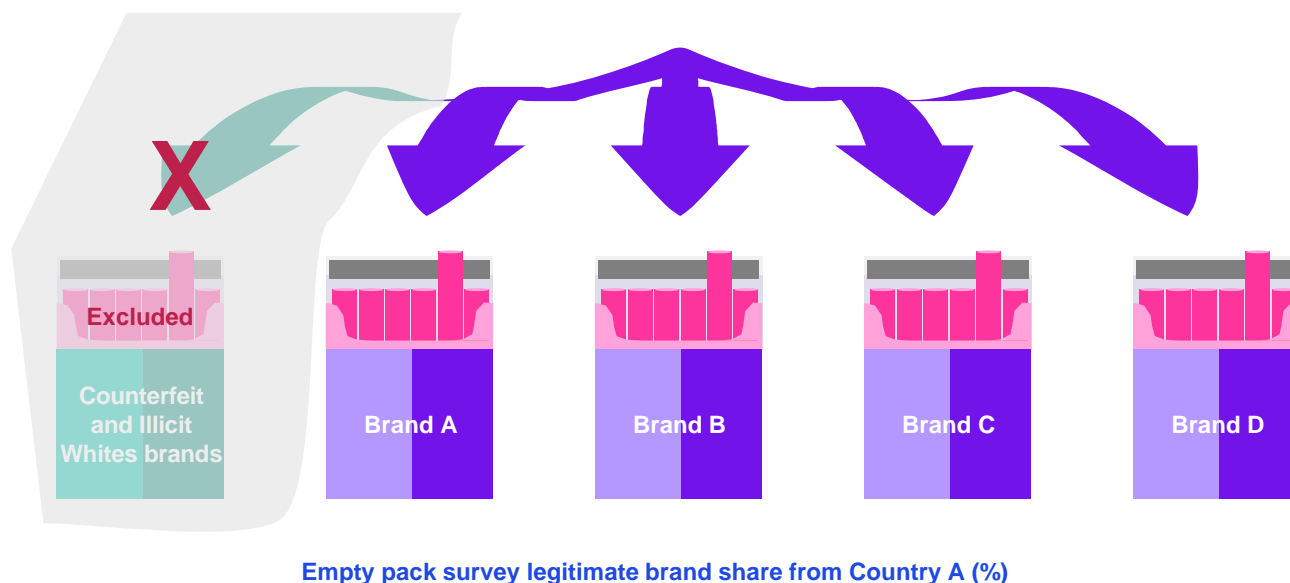 X
Excluded
Counterfeit
and Illicit
Whites brands
Brand A
Brand B
Brand C
Brand D
Empty pack survey legitimate brand share from Country A (%)